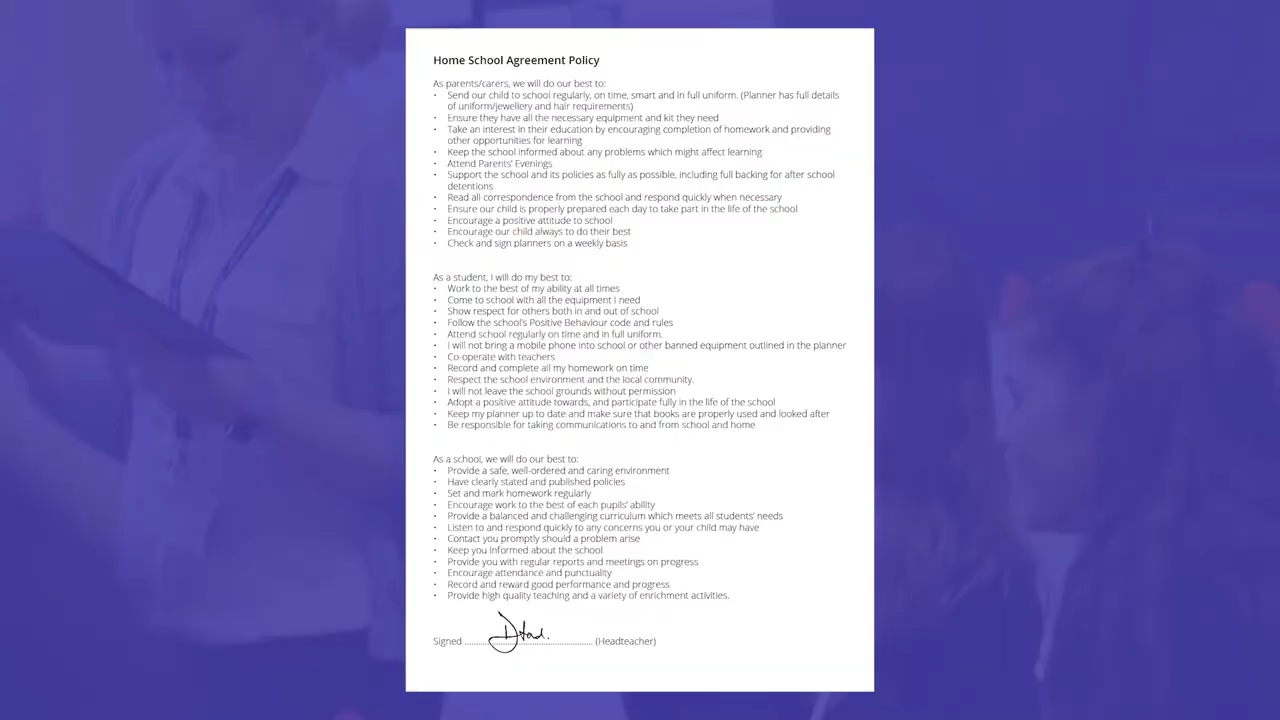 Home School Agreement Policy
As parents/carers, we will do our best to:
• Send our child to school regularly, on time, smart and in full uniform. (Planner has full details
of uniform/jewellery and hair requirements)
• Ensure they have all the necessary equipment and kit they need
• Take an interest in their education by encouraging completion of homework and providing
other opportunities for learning
• Keep the school informed about any problems which might affect learning
• Attend Parents' Evenings
• Support the school and its policies as fully as possible, including full backing for after school
detentions
• Read all correspondence from the school and respond quickly when necessary
• Ensure our child is properly prepared each day to take part in the life of the school
• Encourage a positive attitude to school
• Encourage our child always to do their best
• Check and sign planners on a weekly basis
As a student, I will do my best to:
• Work to the best of my ability at all times
• Come to school with all the equipment I need
• Show respect for others both in and out of school
• Follow the school's Positive Behaviour code and rules
• Attend school regularly on time and in full uniform.
• I will not bring a mobile phone into school or other banned equipment outlined in the planner
• Co-operate with teachers
• Record and complete all my homework on time
• Respect the school environment and the local community.
• I will not leave the school grounds without permission
• Adopt a positive attitude towards, and participate fully in the life of the school
• Keep my planner up to date and make sure that books are properly used and looked after
• Be responsible for taking communications to and from school and home
As a school, we will do our best to:
• Provide a safe, well-ordered and caring environment
• Have clearly stated and published policies
• Set and mark homework regularly
• Encourage work to the best of each pupils' ability
• Provide a balanced and challenging curriculum which meets all students' needs
• Listen to and respond quickly to any concerns you or your child may have
• Contact you promptly should a problem arise
• Keep you informed about the school
• Provide you with regular reports and meetings on progress
• Encourage attendance and punctuality
• Record and reward good performance and progress
• Provide high quality teaching and a variety of enrichment activities.
Signed ................................................ (Headteacher)